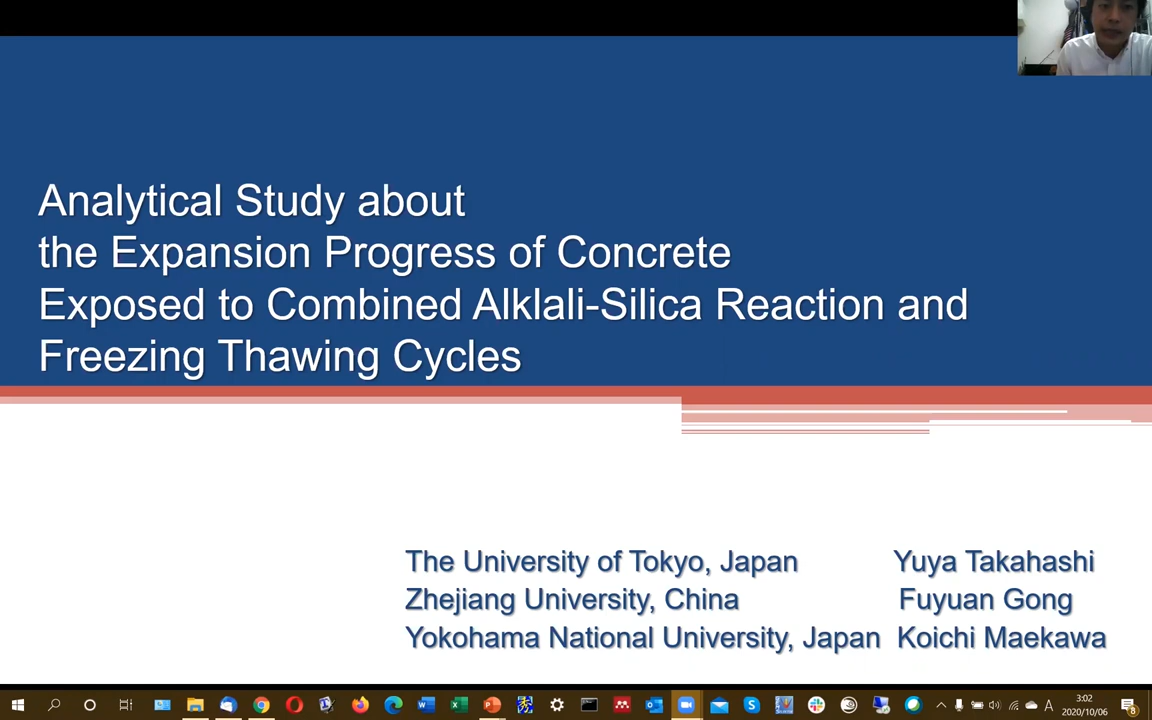 Analytical Study about
the Expansion Progress of Concrete
Exposed to Combined Alklali-Silica Reaction and
Freezing Thawing Cycles
The University of Tokyo, Japan Yuya Takahashi
Zhejiang University, China Fuyuan Gong
Yokohama National University, Japan Koichi Maekawa
A
3:02
2020/10/06
8